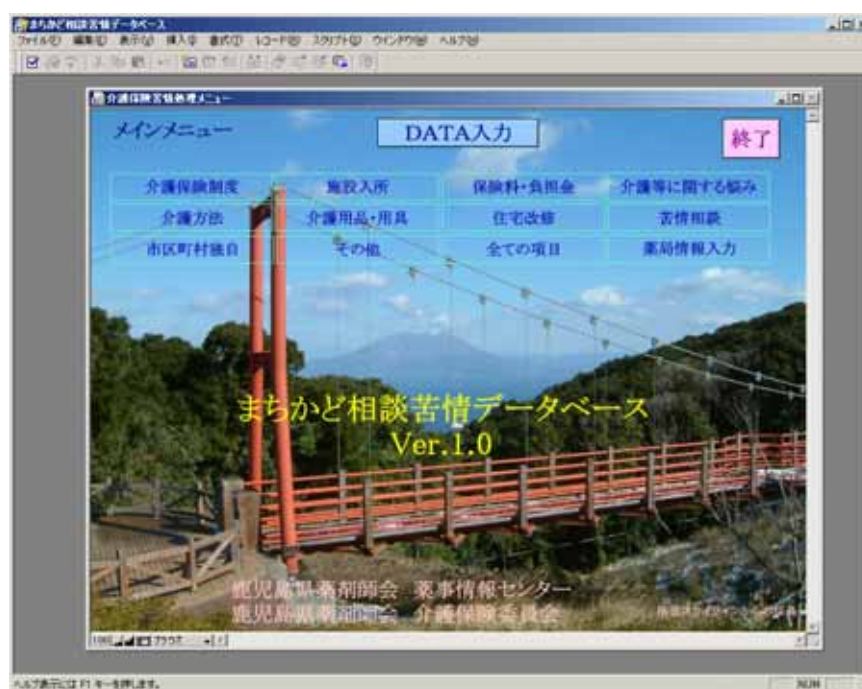 まちかど相談苦情データベース
ファイル(F) 編集(E) 表示(V) 挿入(I) 書式(T) レコード(R) スクリプト(S) ウインドウ(W) ヘルプ(H)
介護保険苦情処理メニュー
メインメニュー DATA入力 終了
介護保険制度 施設入所 保険料・負担金 介護等に関する悩み
介護方法 介護用品・用具 住宅改修 苦情相談
市区町村独自 その他 全ての項目 薬局情報入力
まちかど相談苦情データベース
Ver.1.0
鹿児島県薬剤師会 薬事情報センター
鹿児島県薬剤師会 介護保険委員会
100 ブラウズ
ヘルプ表示には F1 キーを押します。 NUM